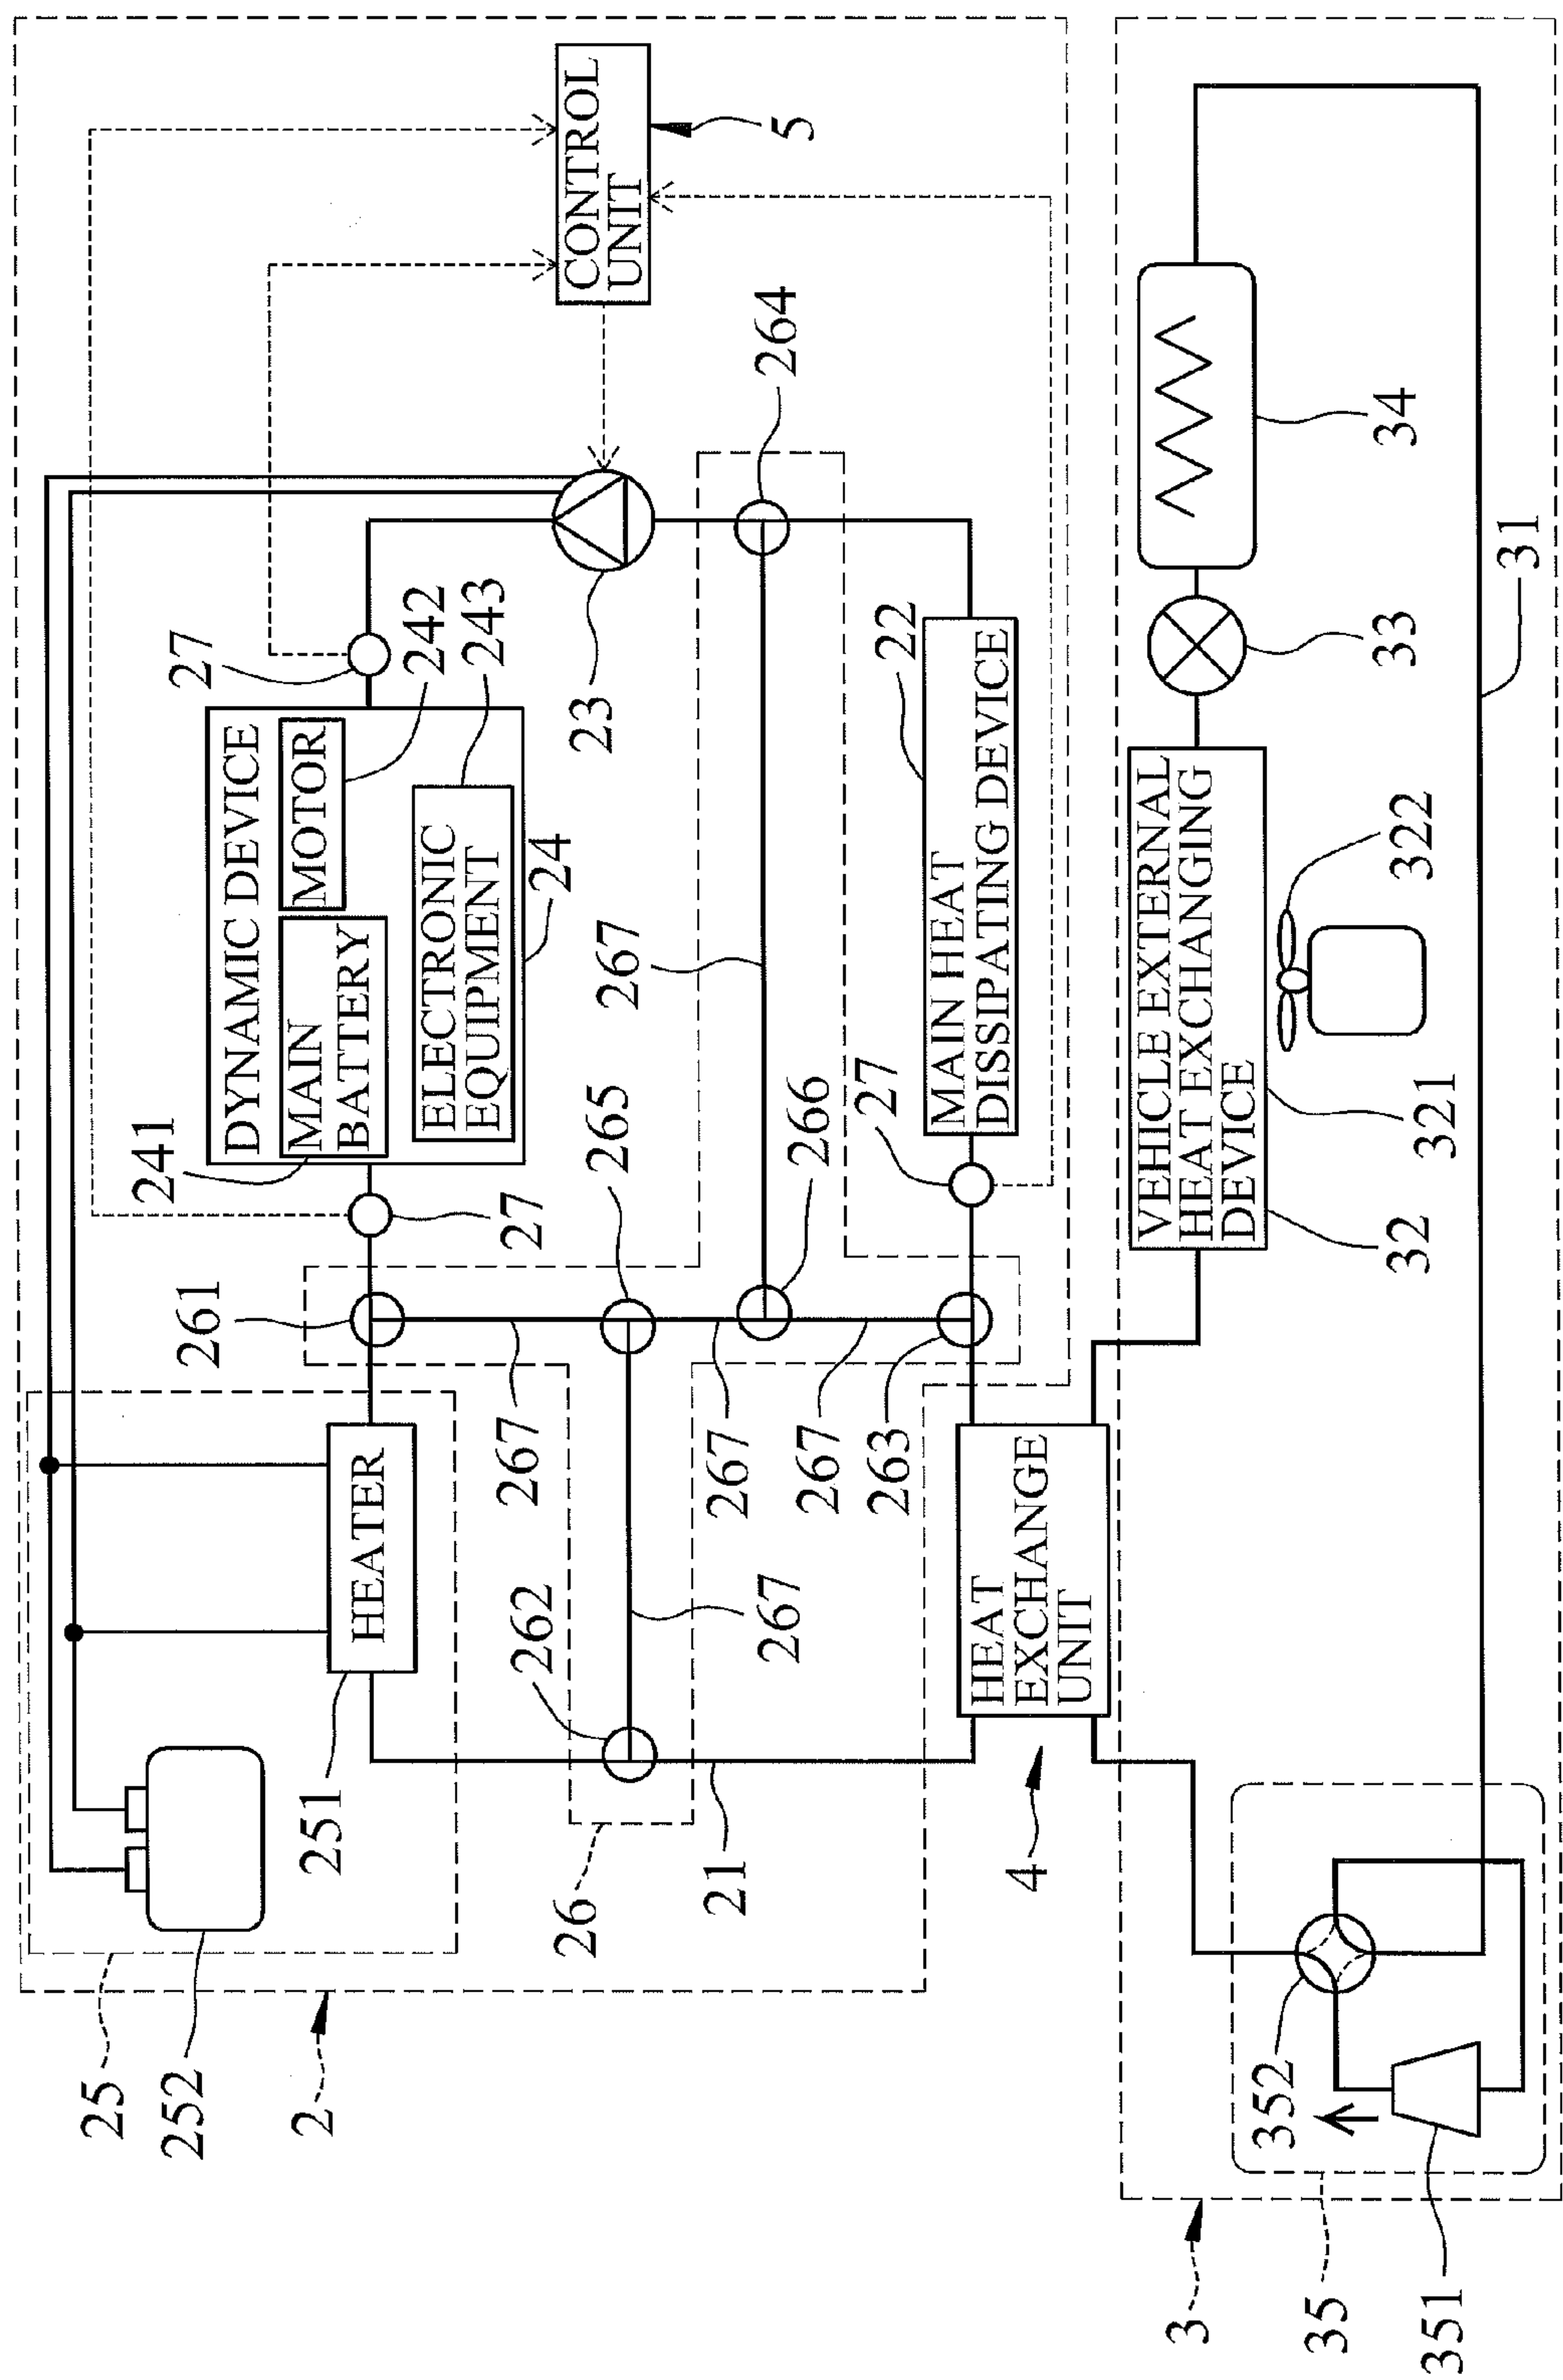 25
252
2
251
HEATER
26
262
21
4
HEAT
EXCHANGE
UNIT
261
267
267
267
267
263
241
27
265
266
27
DYNAMIC DEVICE
MAIN
BATTERY
MOTOR
ELECTRONIC
EQUIPMENT
24
267
27
242
243
23
22
MAIN HEAT
DISSIPATING DEVICE
264
CONTROL
UNIT
5
3
35
351
352
32
321
322
VEHICLE EXTERNAL
HEAT EXCHANGING
DEVICE
33
34
31